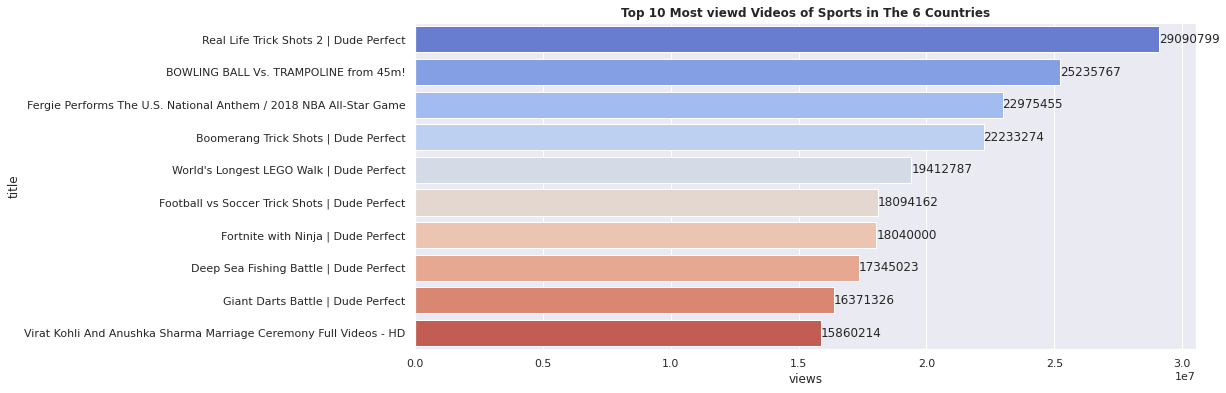 Top 10 Most viewd Videos of Sports in The 6 Countries
Real Life Trick Shots 2 | Dude Perfect
29090799
BOWLING BALL Vs. TRAMPOLINE from 45m!
25235767
Fergie Performs The U.S. National Anthem / 2018 NBA All-Star Game
22975455
Boomerang Trick Shots | Dude Perfect
22233274
World's Longest LEGO Walk | Dude Perfect
19412787
Football vs Soccer Trick Shots | Dude Perfect
18094162
Fortnite with Ninja | Dude Perfect
18040000
Deep Sea Fishing Battle | Dude Perfect
17345023
Giant Darts Battle | Dude Perfect
16371326
Virat Kohli And Anushka Sharma Marriage Ceremony Full Videos - HD
15860214
title
0.0 0.5 1.0 1.5 2.0 2.5 3.0
1e7
views